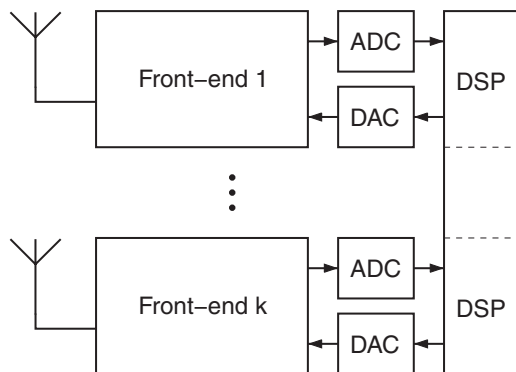 Front–end 1
ADC
DAC
DSP
Front–end k
ADC
DAC
DSP